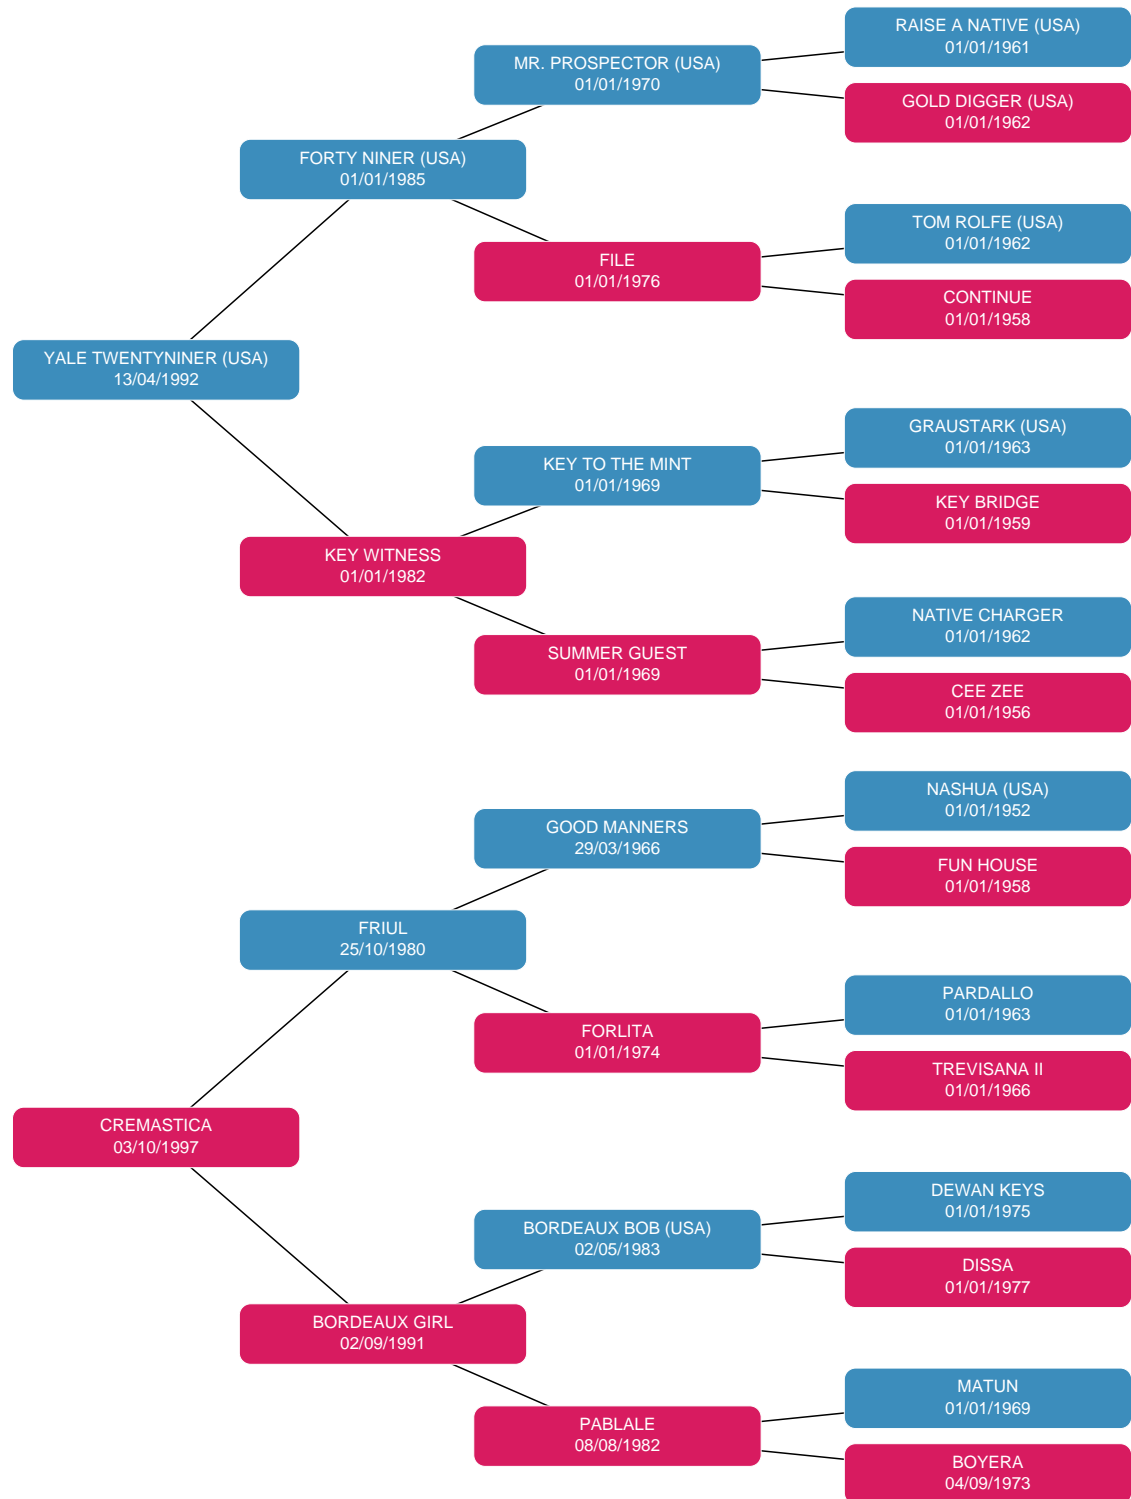 RAISE A NATIVE (USA)
01/01/1961
MR. PROSPECTOR (USA)
01/01/1970
GOLD DIGGER (USA)
01/01/1962
FORTY NINER (USA)
01/01/1985
TOM ROLFE (USA)
01/01/1962
FILE
01/01/1976
CONTINUE
01/01/1958
YALE TWENTYNINER (USA)
13/04/1992
GRAUSTARK (USA)
01/01/1963
KEY TO THE MINT
01/01/1969
KEY BRIDGE
01/01/1959
KEY WITNESS
01/01/1982
NATIVE CHARGER
01/01/1962
SUMMER GUEST
01/01/1969
CEE ZEE
01/01/1956
NASHUA (USA)
01/01/1952
GOOD MANNERS
29/03/1966
FUN HOUSE
01/01/1958
FRIUL
25/10/1980
PARDALLO
01/01/1963
FORLITA
01/01/1974
TREVISANA II
01/01/1966
CREMASTICA
03/10/1997
DEWAN KEYS
01/01/1975
BORDEAUX BOB (USA)
02/05/1983
DISSA
01/01/1977
BORDEAUX GIRL
02/09/1991
MATUN
01/01/1969
PABLALE
08/08/1982
BOYERA
04/09/1973